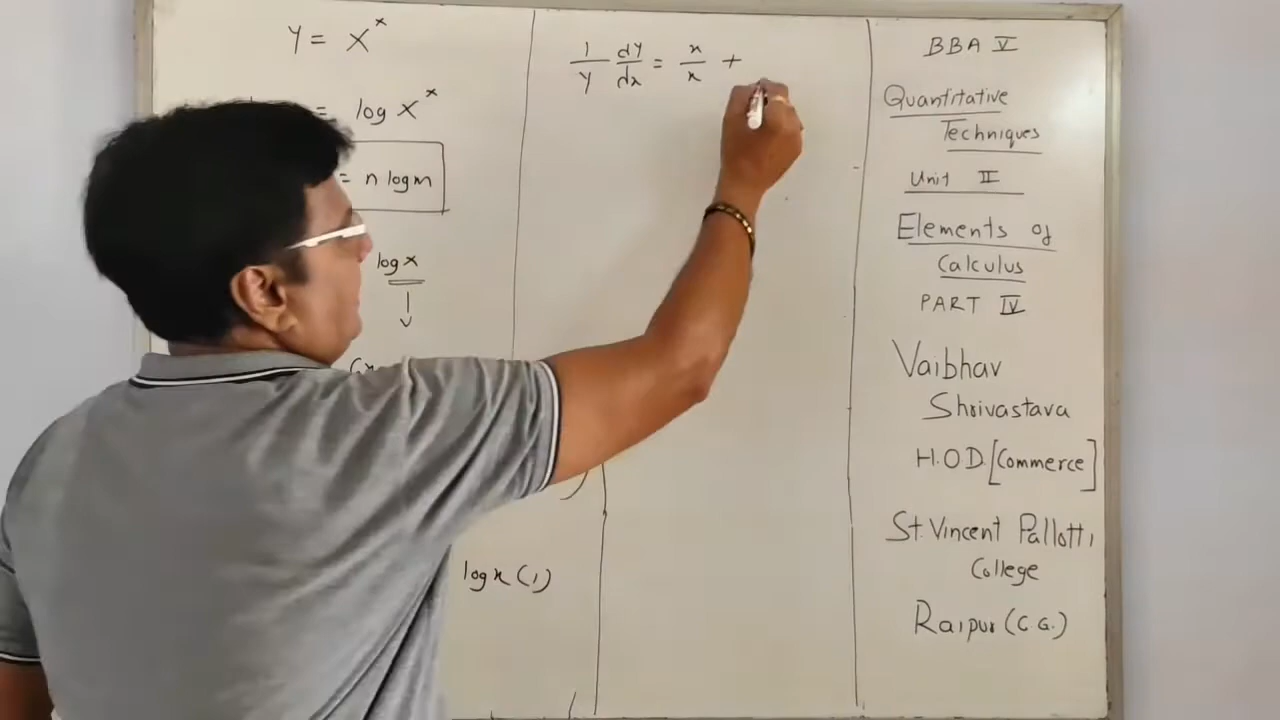 y = x^x
= log x^x
= n log m
log x
log x (1)
1/y dy/dx = x/x +
BBA V
Quantitative
Techniques
Unit II
Elements of
Calculus
PART IV
Vaibhav
Shrivastava
H.O.D. [Commerce]
St. Vincent Pallotti
College
Raipur (C.G.)